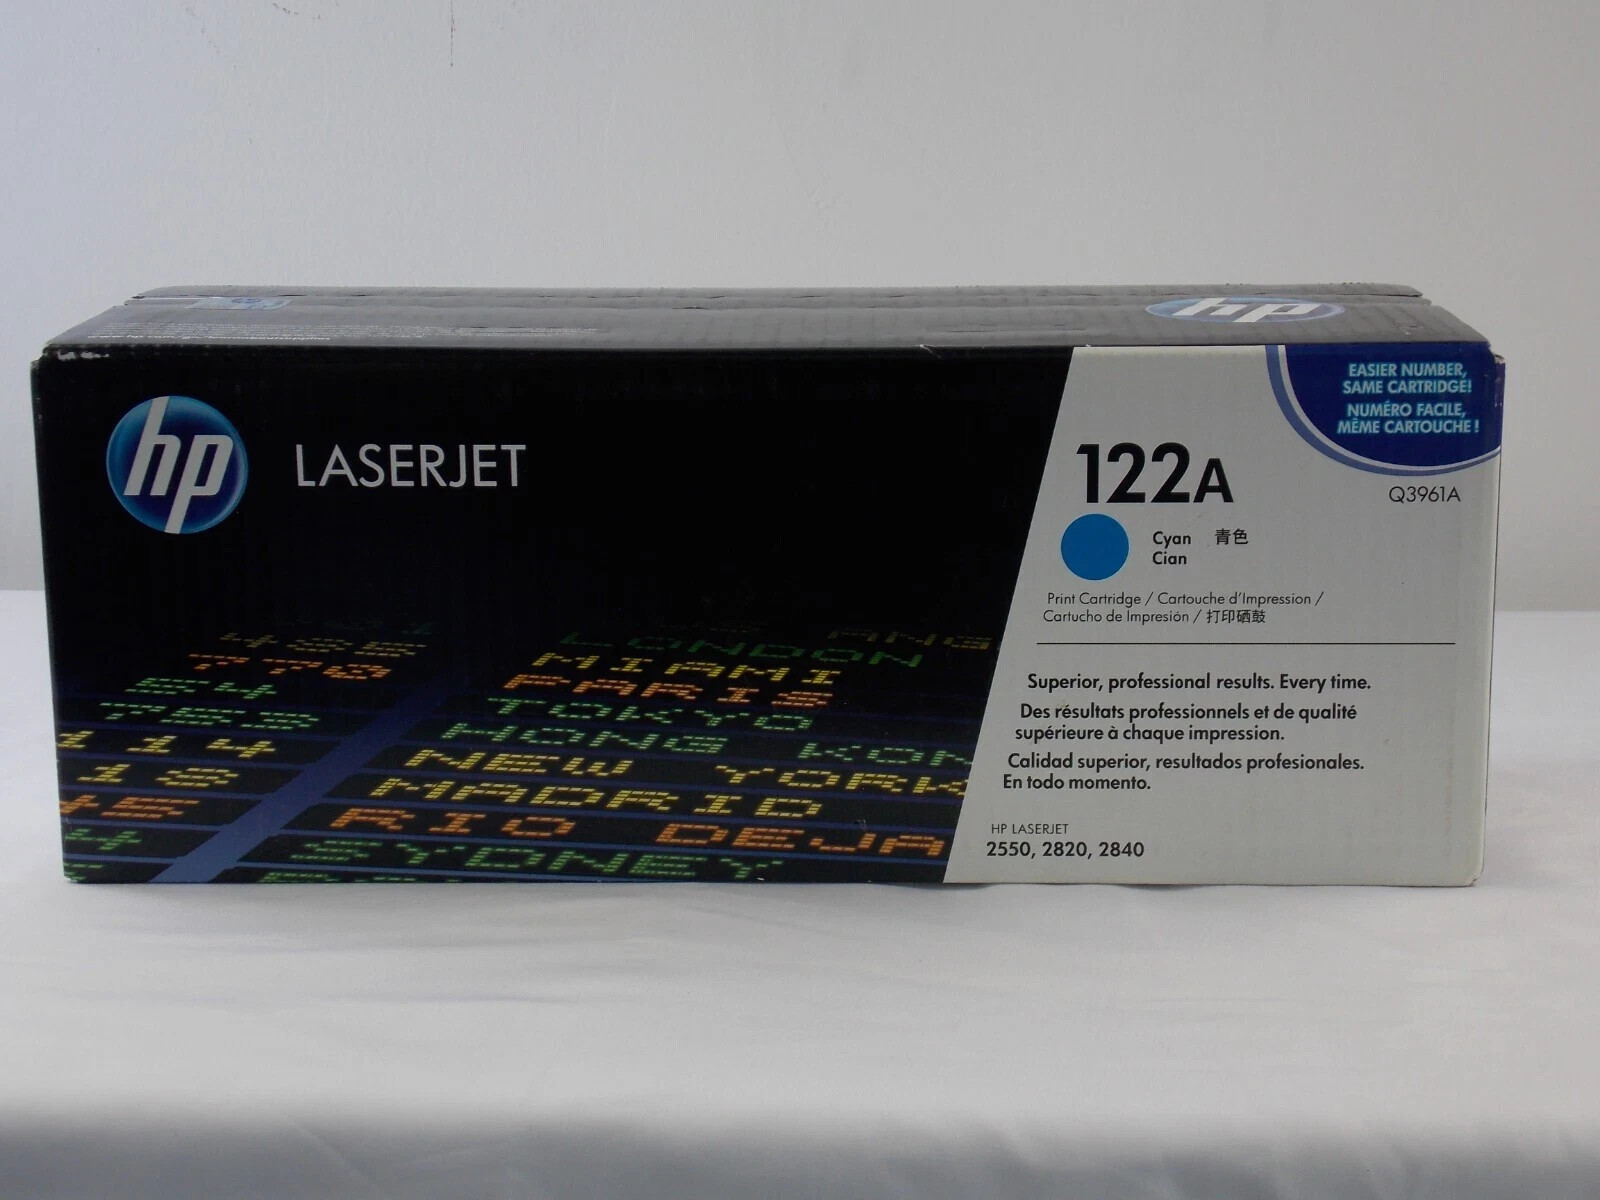 hp
hp
LASERJET
EASIER NUMBER,
SAME CARTRIDGE!
NUMÉRO FACILE,
MÊME CARTOUCHE !
122A
Q3961A
Cyan 青色
Cian
Print Cartridge / Cartouche d'Impression /
Cartucho de Impresión / 打印硒鼓
Superior, professional results. Every time.
Des résultats professionnels et de qualité
supérieure à chaque impression.
Calidad superior, resultados profesionales.
En todo momento.
HP LASERJET
2550, 2820, 2840
LONDON
MIAMI
PARIS
TOKYO
HONG KON
NEW YORK
MADRID
RIO DEJA
SYDNEY